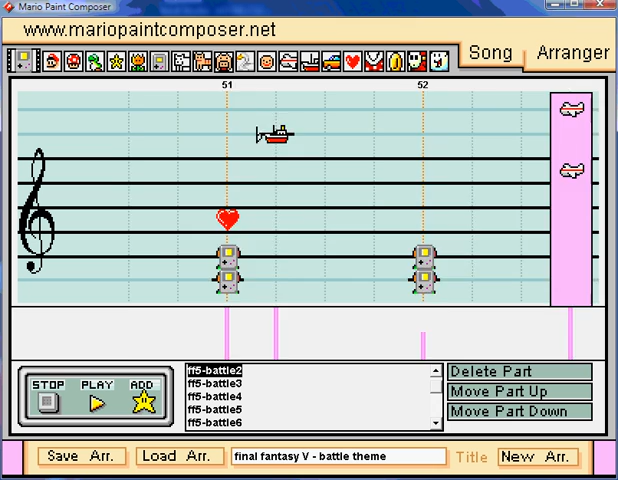 Mario Paint Composer
www.mariopaintcomposer.net
Song
Arranger
51
52
STOP
PLAY
ADD
ff5-battle2
ff5-battle3
ff5-battle4
ff5-battle5
ff5-battle6
Delete Part
Move Part Up
Move Part Down
Save Arr.
Load Arr.
final fantasy V - battle theme
Title
New Arr.